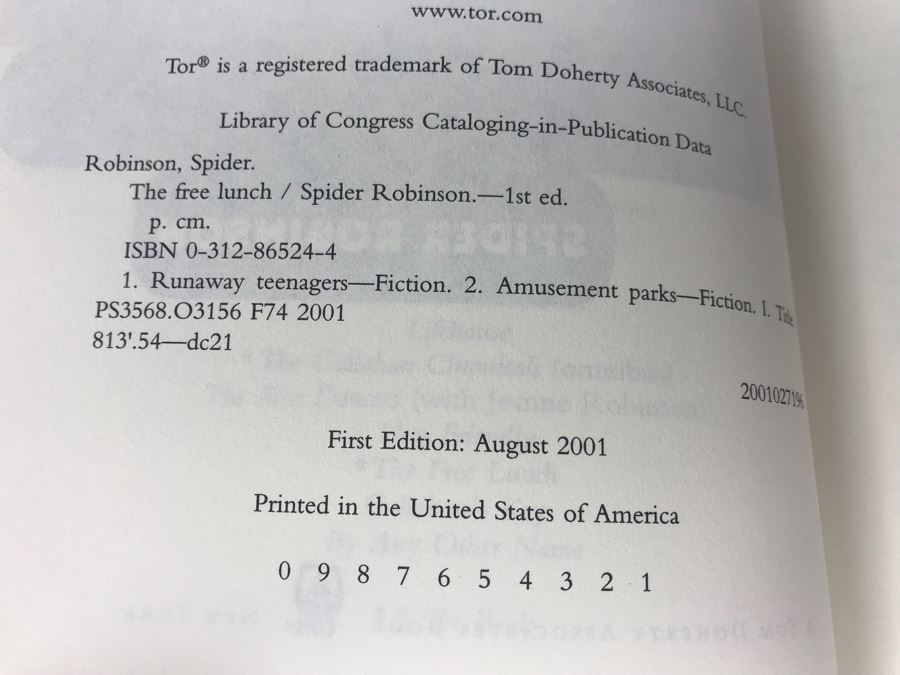 www.tor.com
Tor® is a registered trademark of Tom Doherty Associates, LLC.
Library of Congress Cataloging-in-Publication Data
Robinson, Spider.
The free lunch / Spider Robinson.—1st ed.
p. cm.
ISBN 0-312-86524-4
1. Runaway teenagers—Fiction. 2. Amusement parks—Fiction. I. Title
PS3568.O3156 F74 2001
813'.54—dc21
2001027196
First Edition: August 2001
Printed in the United States of America
0 9 8 7 6 5 4 3 2 1